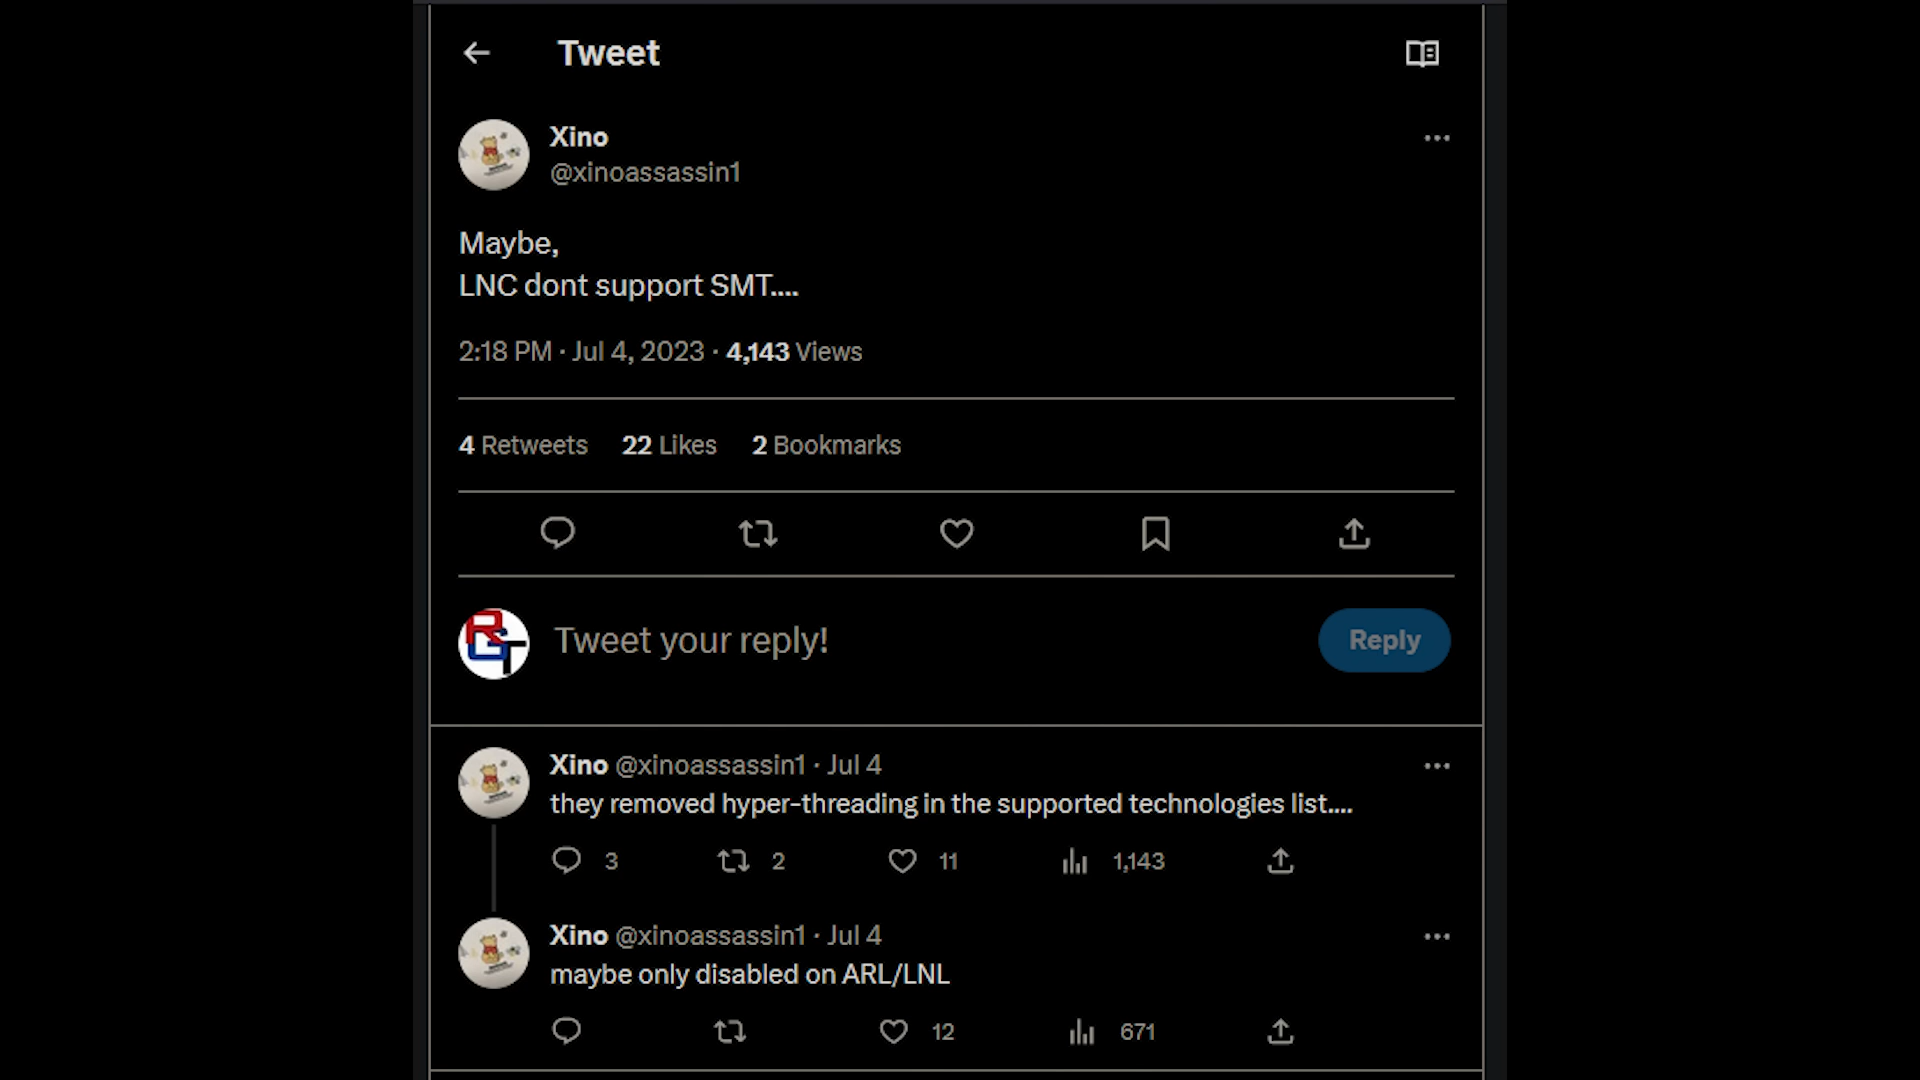 Tweet
Xino
@xinoassassin1
Maybe,
LNC dont support SMT....
2:18 PM · Jul 4, 2023 · 4,143 Views
4 Retweets 22 Likes 2 Bookmarks
RGT
Tweet your reply!
Reply
Xino @xinoassassin1 · Jul 4
they removed hyper-threading in the supported technologies list....
3 2 11 1,143
Xino @xinoassassin1 · Jul 4
maybe only disabled on ARL/LNL
12 671